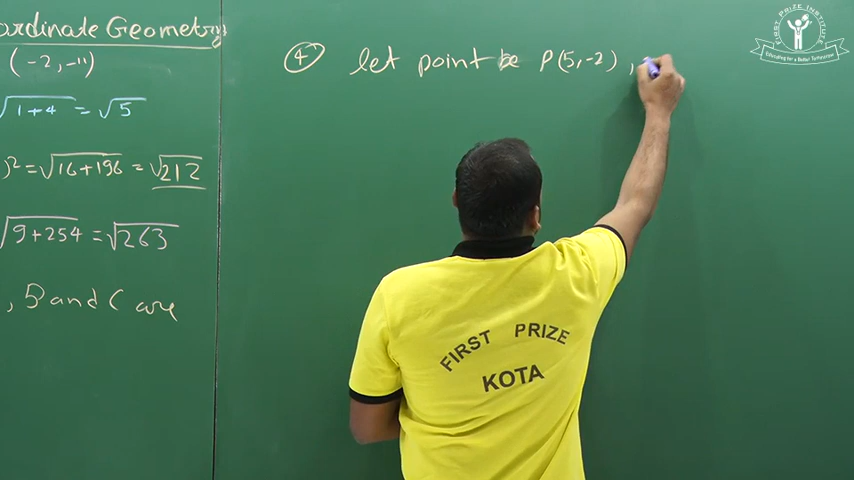 ordinate Geometry
(-2, -11)
√1+4 = √5
)² = √16+196 = √212
√9+254 = √263
, B and C are
④ let point be P(5,-2) ,
FIRST PRIZE
KOTA
FIRST PRIZE INSTITUTE
Educating for a Better Tomorrow